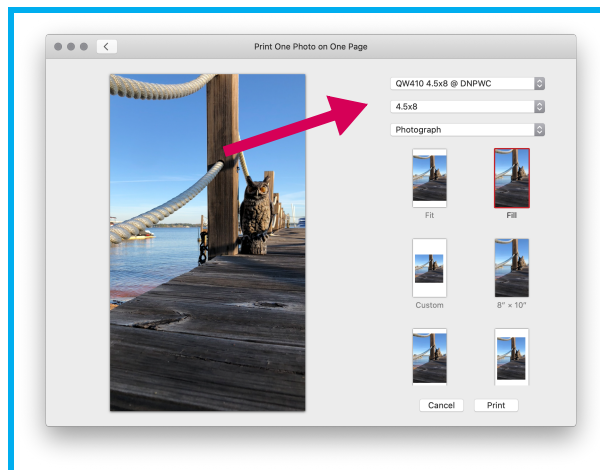 Print One Photo on One Page
QW410 4.5x8 @ DNPWC
4.5x8
Photograph
Fit
Fill
Custom
8" × 10"
Cancel
Print